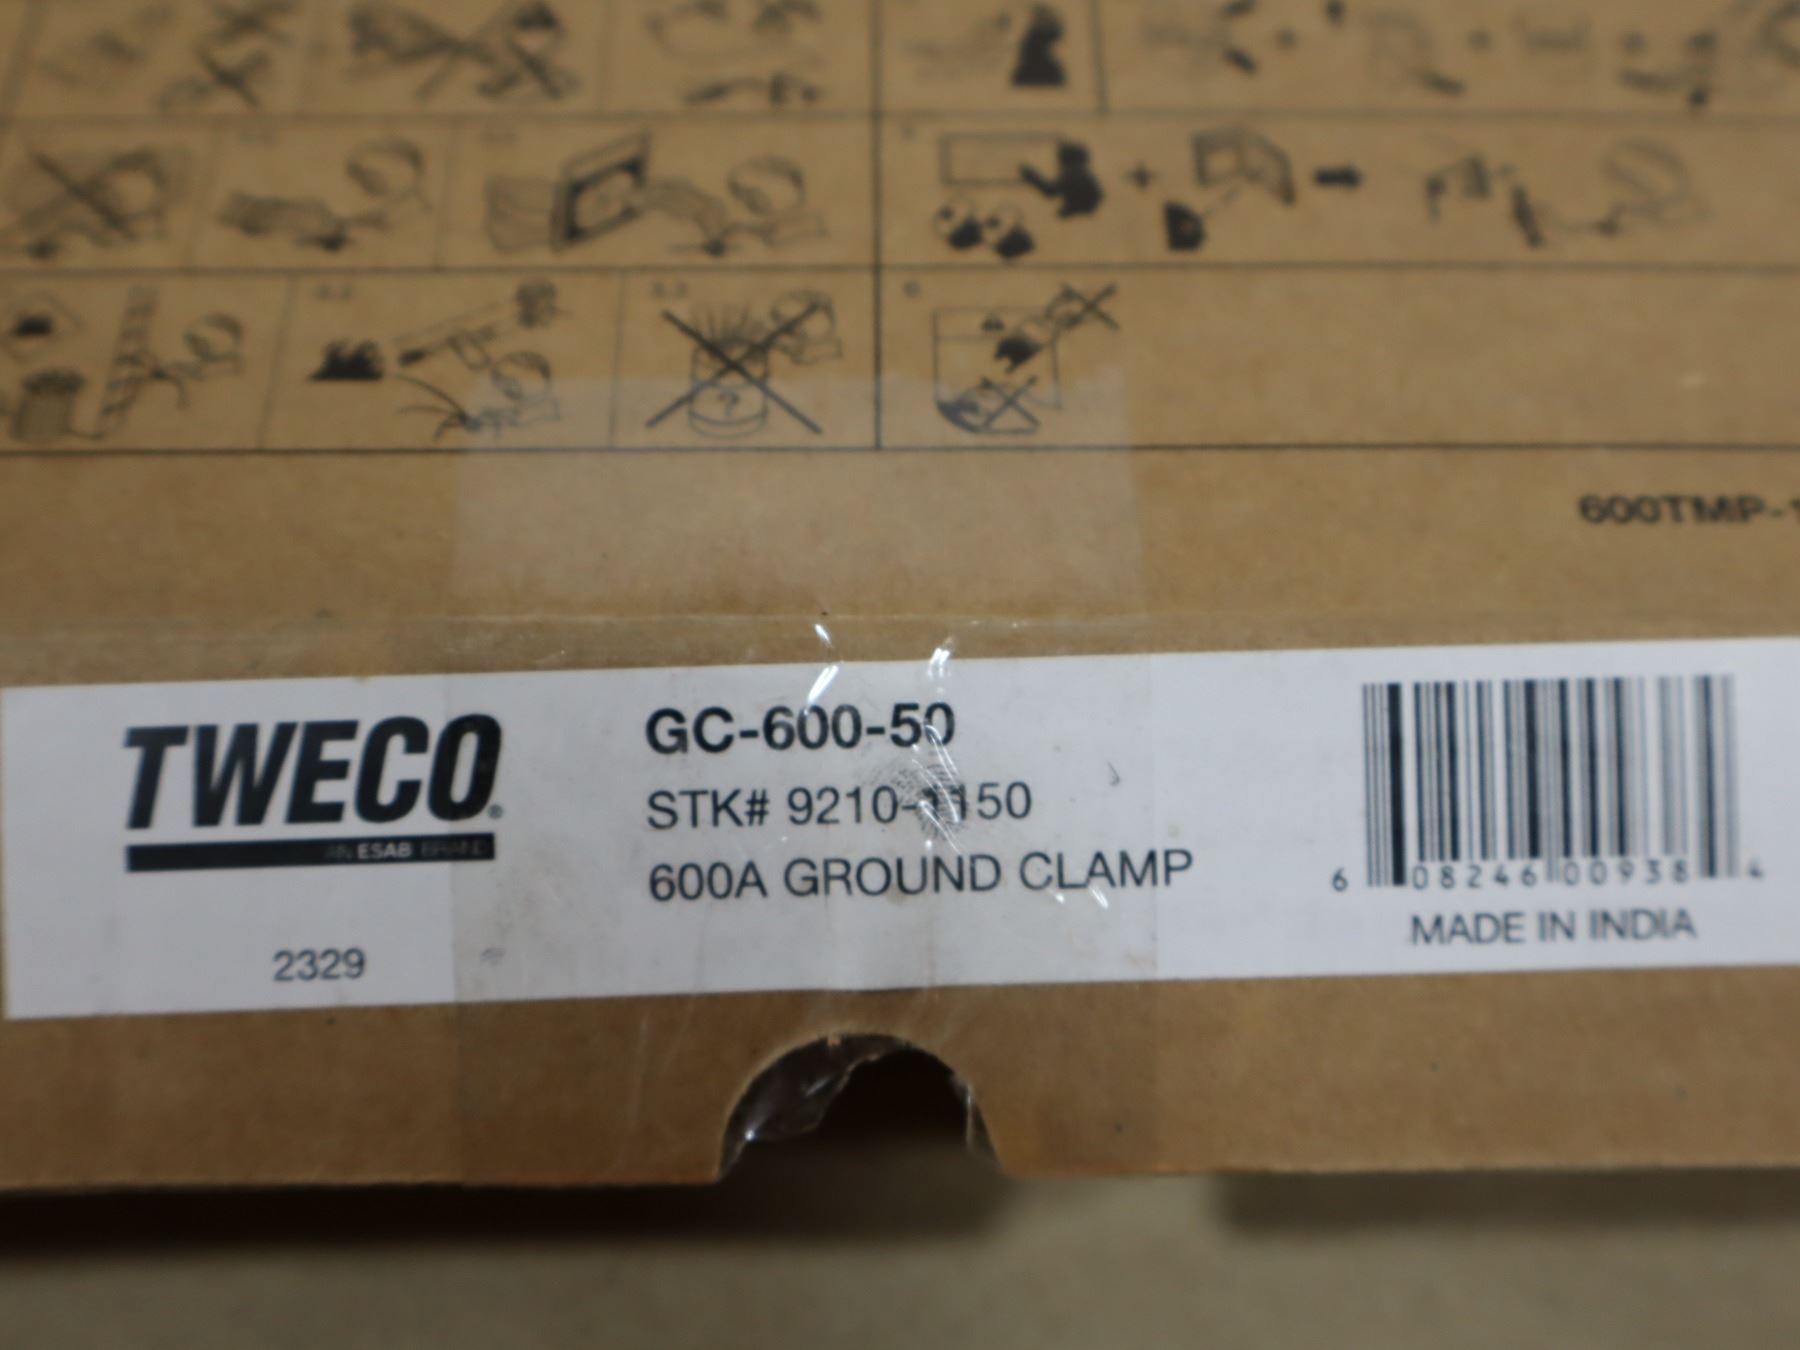 600TMP-1
TWECO®
AN ESAB BRAND
2329
GC-600-50
STK# 9210-1150
600A GROUND CLAMP
6 08246 00938 4
MADE IN INDIA
?